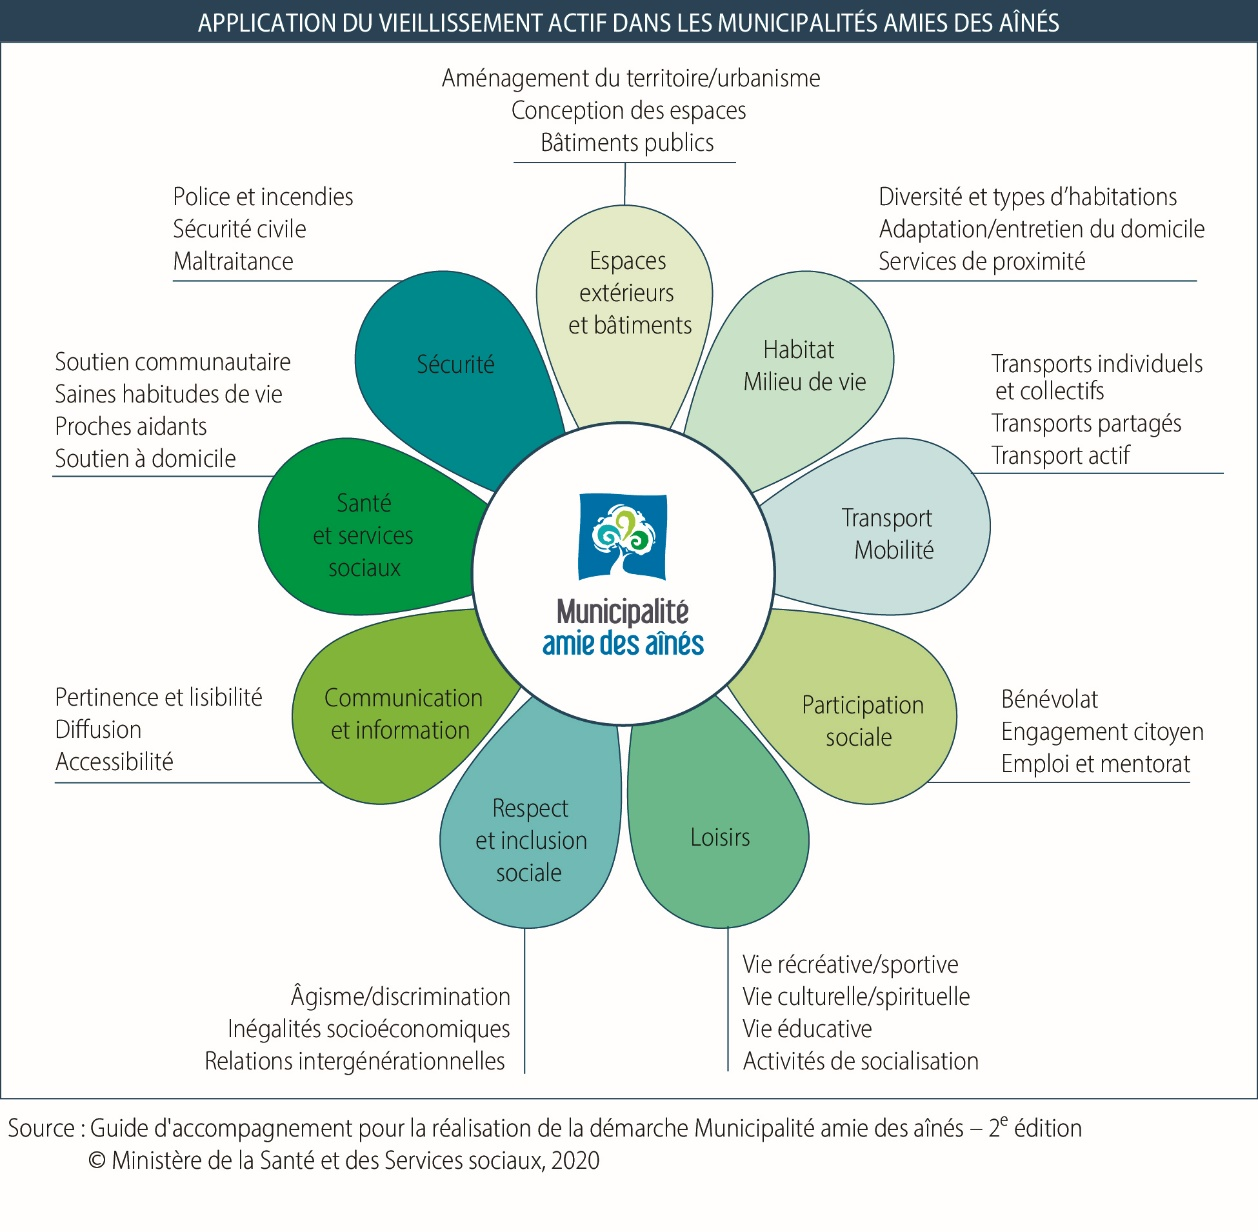 APPLICATION DU VIEILLISSEMENT ACTIF DANS LES MUNICIPALITÉS AMIES DES AÎNÉS
Aménagement du territoire/urbanisme
Conception des espaces
Bâtiments publics
Espaces
extérieurs
et bâtiments
Diversité et types d’habitations
Adaptation/entretien du domicile
Services de proximité
Habitat
Milieu de vie
Transports individuels
et collectifs
Transports partagés
Transport actif
Transport
Mobilité
Bénévolat
Engagement citoyen
Emploi et mentorat
Participation
sociale
Loisirs
Vie récréative/sportive
Vie culturelle/spirituelle
Vie éducative
Activités de socialisation
Respect
et inclusion
sociale
Âgisme/discrimination
Inégalités socioéconomiques
Relations intergénérationnelles
Communication
et information
Pertinence et lisibilité
Diffusion
Accessibilité
Santé
et services
sociaux
Soutien communautaire
Saines habitudes de vie
Proches aidants
Soutien à domicile
Sécurité
Police et incendies
Sécurité civile
Maltraitance
Municipalité
amie des aînés
Source : Guide d'accompagnement pour la réalisation de la démarche Municipalité amie des aînés – 2e édition
© Ministère de la Santé et des Services sociaux, 2020